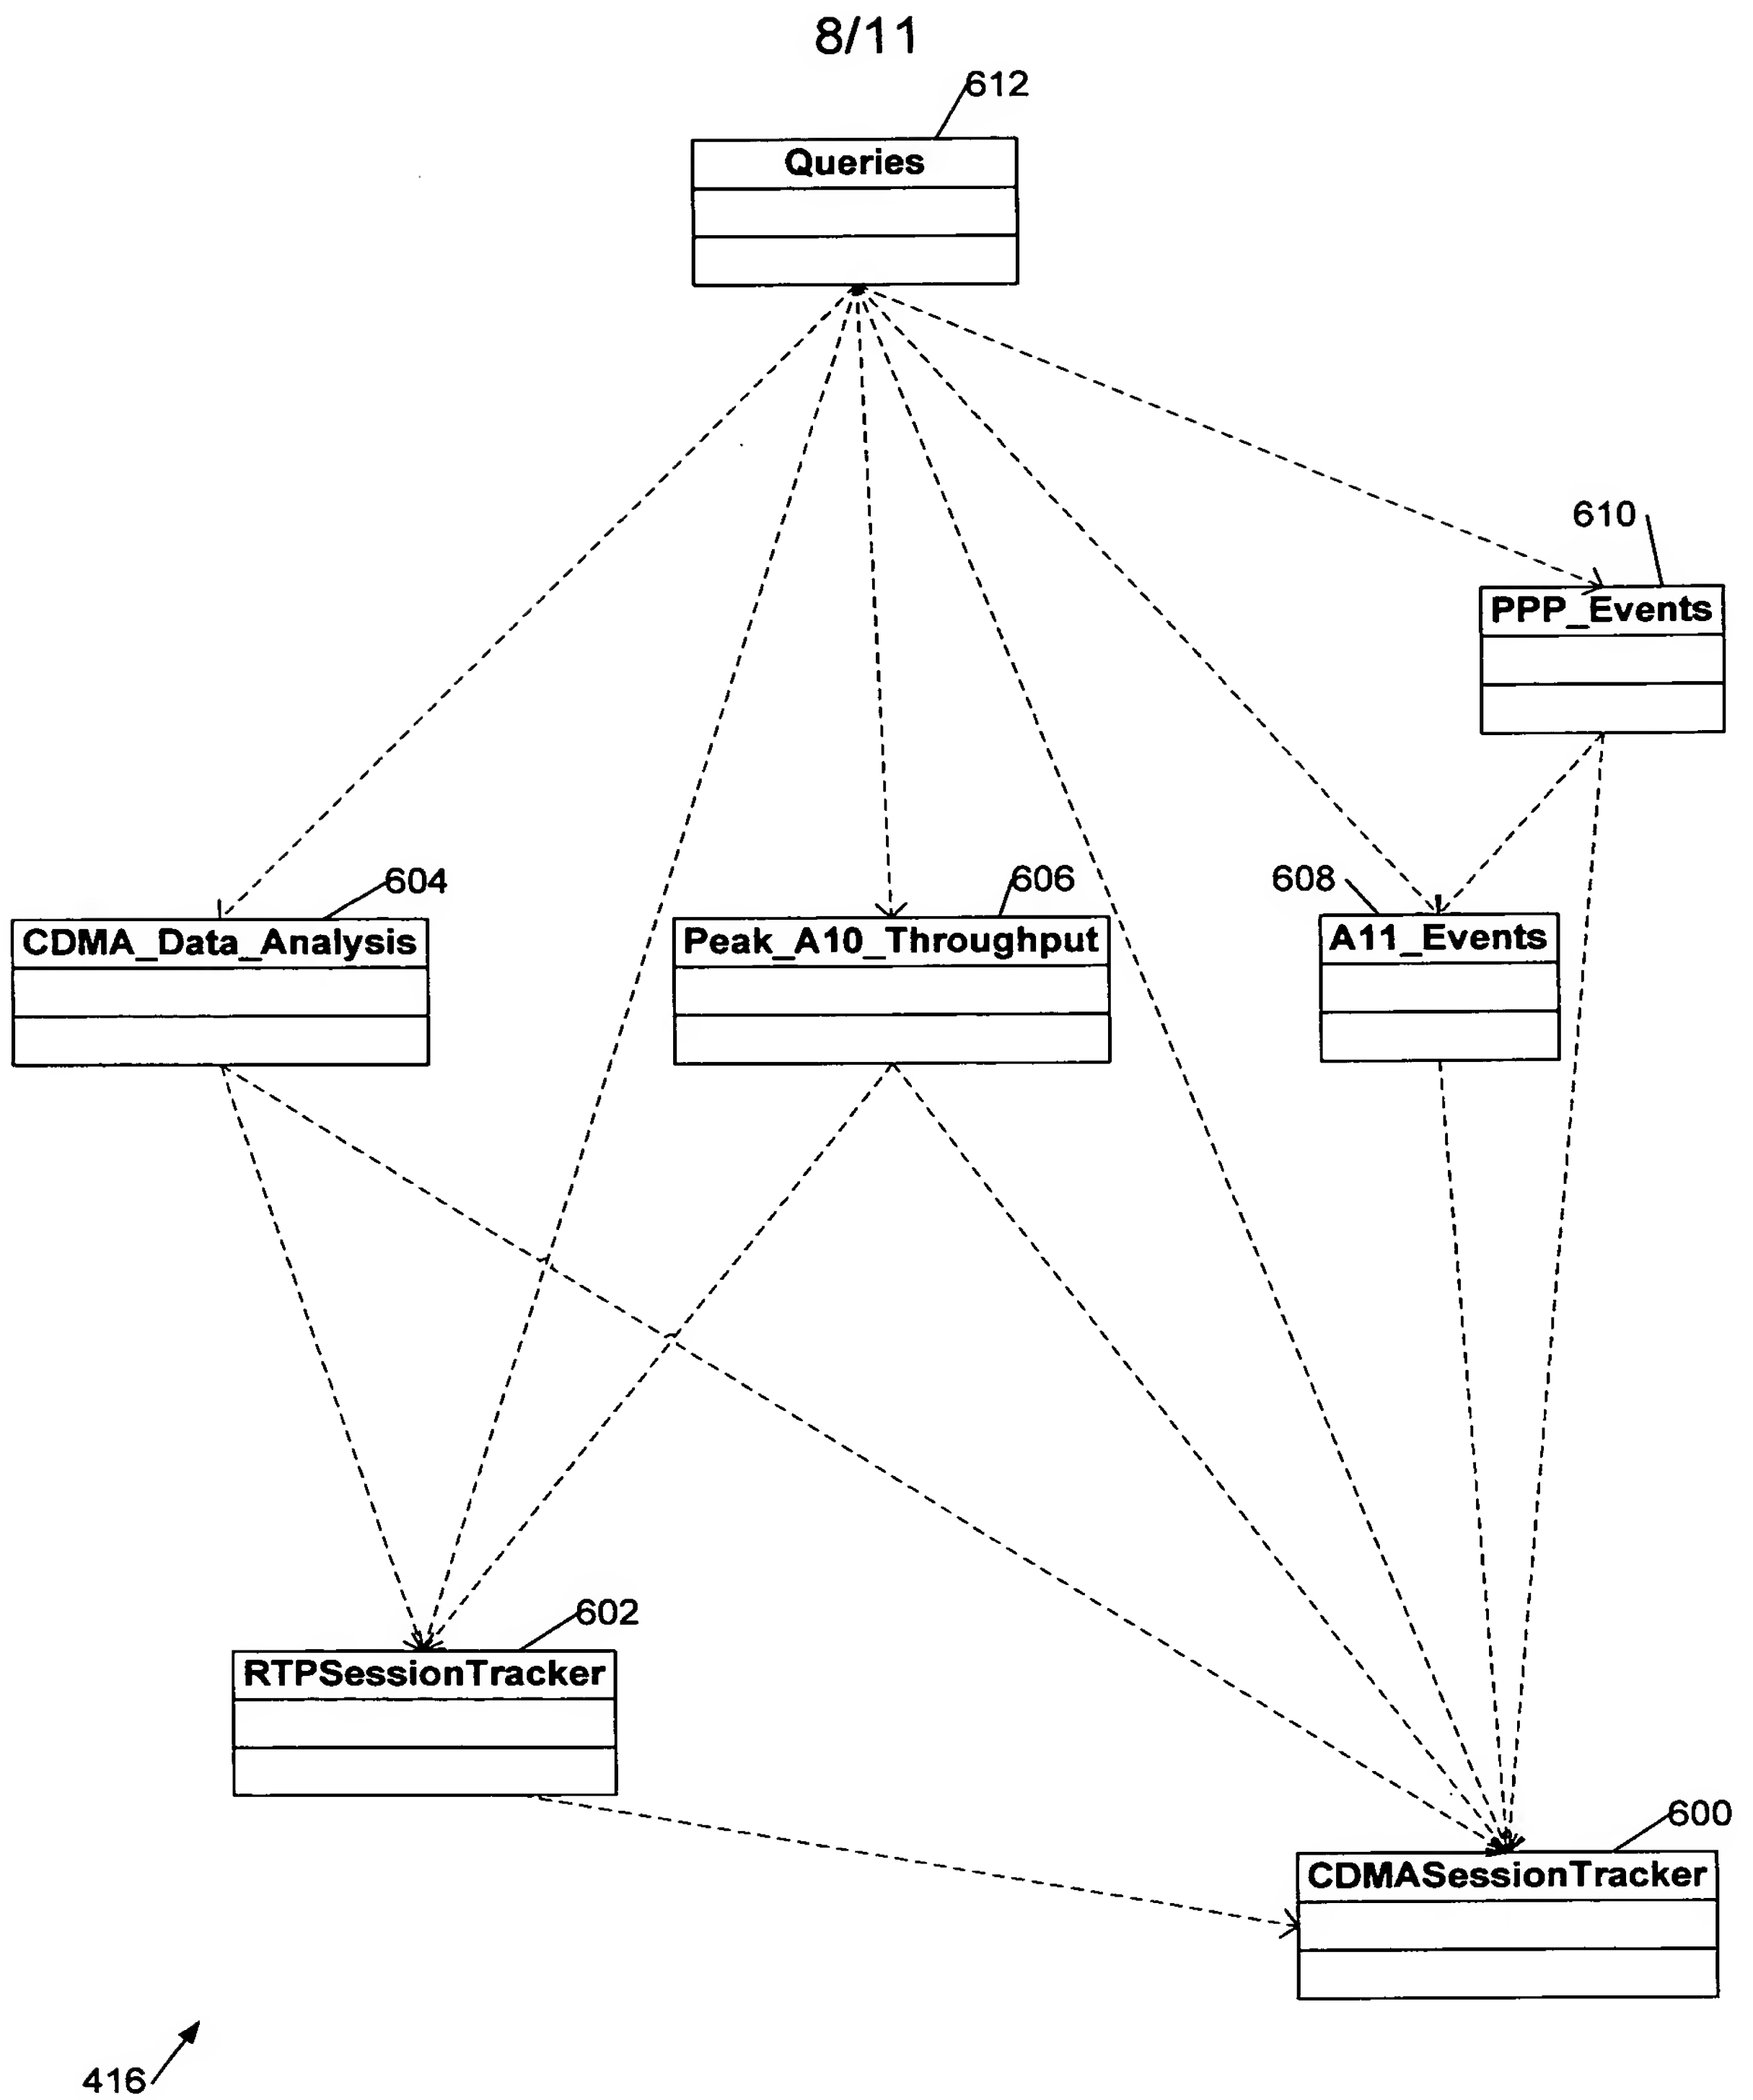 8/11
612
Queries
610
PPP_Events
604
606
608
CDMA_Data_Analysis
Peak_A10_Throughput
A11_Events
602
RTPSessionTracker
600
CDMASessionTracker
416